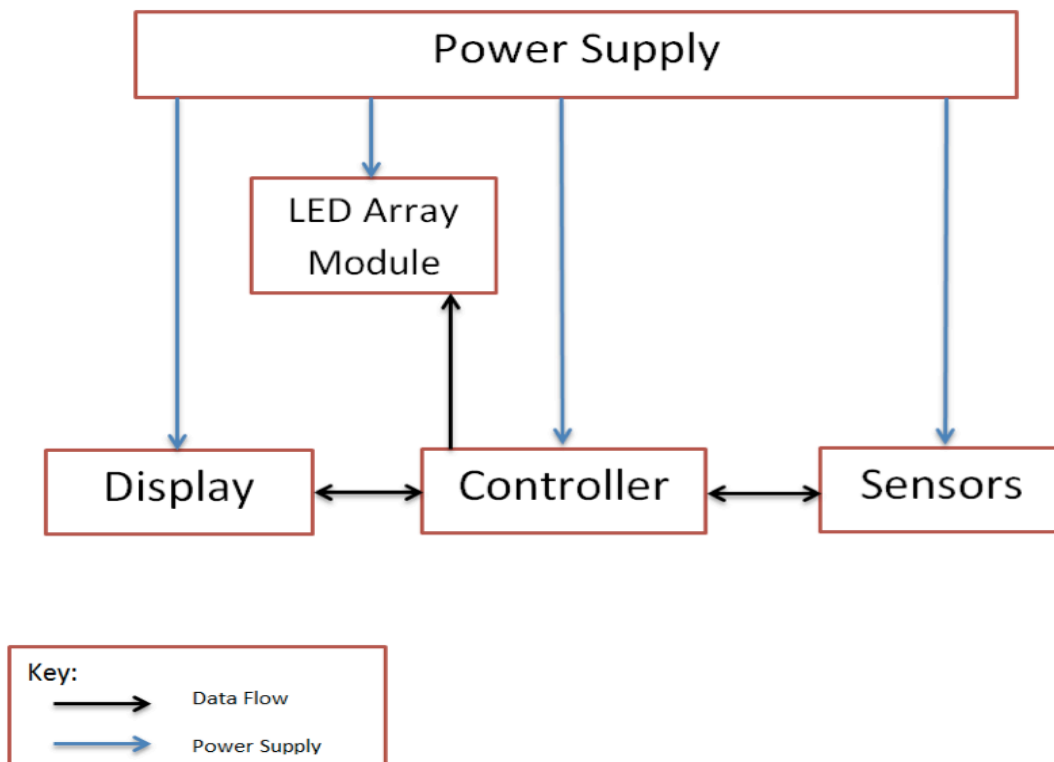 Power Supply
LED Array
Module
Display
Controller
Sensors
Key:
Data Flow
Power Supply